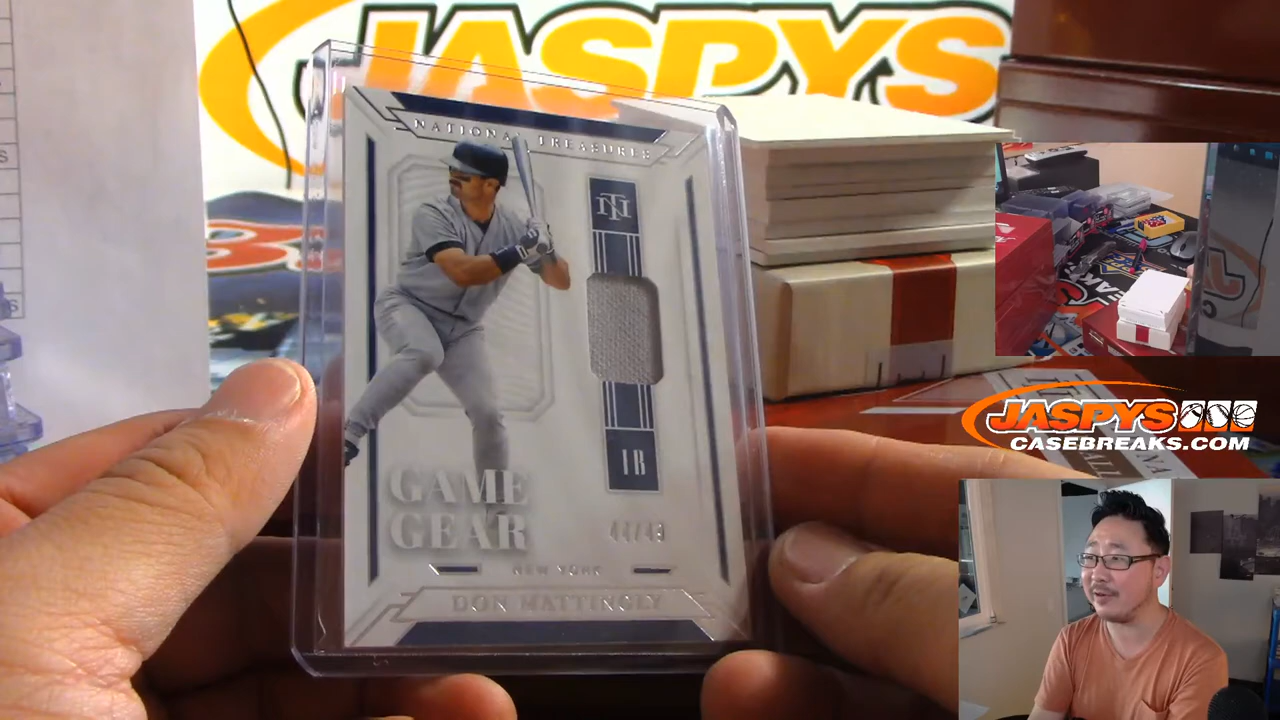 JASPYS
NATIONAL TREASURES
NT
1B
GAME
GEAR
NEW YORK
DON MATTINGLY
JASPYS
CASEBREAKS.COM